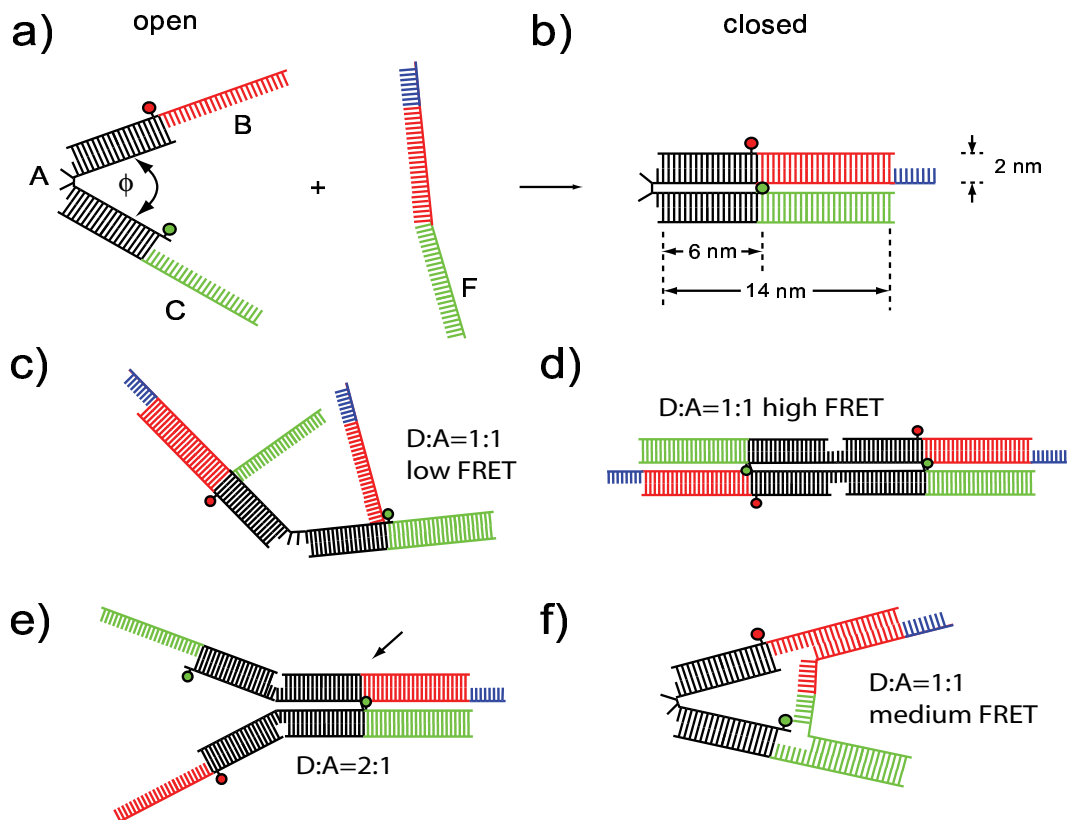 a)
open
b)
closed
A
B
C
ϕ
+
F
2 nm
6 nm
14 nm
c)
D:A=1:1
low FRET
d)
D:A=1:1 high FRET
e)
D:A=2:1
f)
D:A=1:1
medium FRET